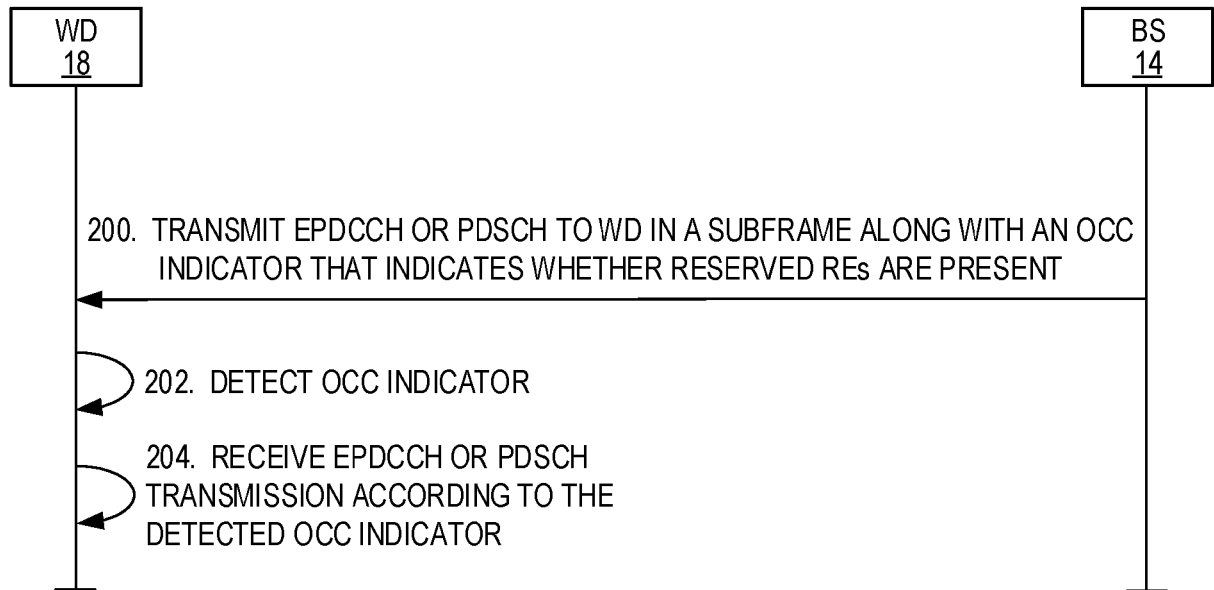 WD
18
BS
14
200. TRANSMIT EPDCCH OR PDSCH TO WD IN A SUBFRAME ALONG WITH AN OCC
INDICATOR THAT INDICATES WHETHER RESERVED REs ARE PRESENT
202. DETECT OCC INDICATOR
204. RECEIVE EPDCCH OR PDSCH
TRANSMISSION ACCORDING TO THE
DETECTED OCC INDICATOR